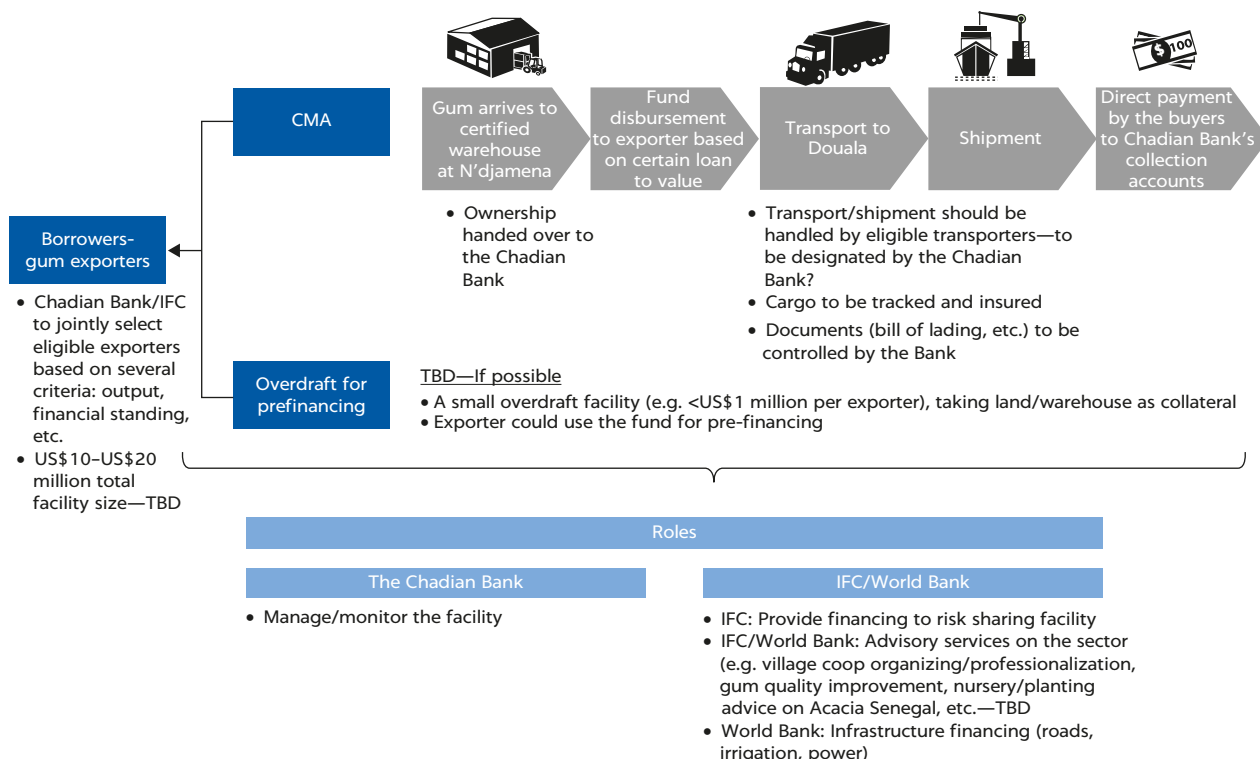 $100
CMA
Gum arrives to
certified
warehouse
at N’djamena
Fund
disbursement
to exporter based
on certain loan
to value
Transport to
Douala
Shipment
Direct payment
by the buyers
to Chadian Bank’s
collection
accounts
• Ownership
handed over to
the Chadian
Bank
• Transport/shipment should be
handled by eligible transporters—to
be designated by the Chadian
Bank?
• Cargo to be tracked and insured
• Documents (bill of lading, etc.) to be
controlled by the Bank
Borrowers-
gum exporters
• Chadian Bank/IFC
to jointly select
eligible exporters
based on several
criteria: output,
financial standing,
etc.
• US$10–US$20
million total
facility size—TBD
Overdraft for
prefinancing
TBD—If possible
• A small overdraft facility (e.g. <US$1 million per exporter), taking land/warehouse as collateral
• Exporter could use the fund for pre-financing
Roles
The Chadian Bank
• Manage/monitor the facility
IFC/World Bank
• IFC: Provide financing to risk sharing facility
• IFC/World Bank: Advisory services on the sector
(e.g. village coop organizing/professionalization,
gum quality improvement, nursery/planting
advice on Acacia Senegal, etc.—TBD
• World Bank: Infrastructure financing (roads,
irrigation, power)